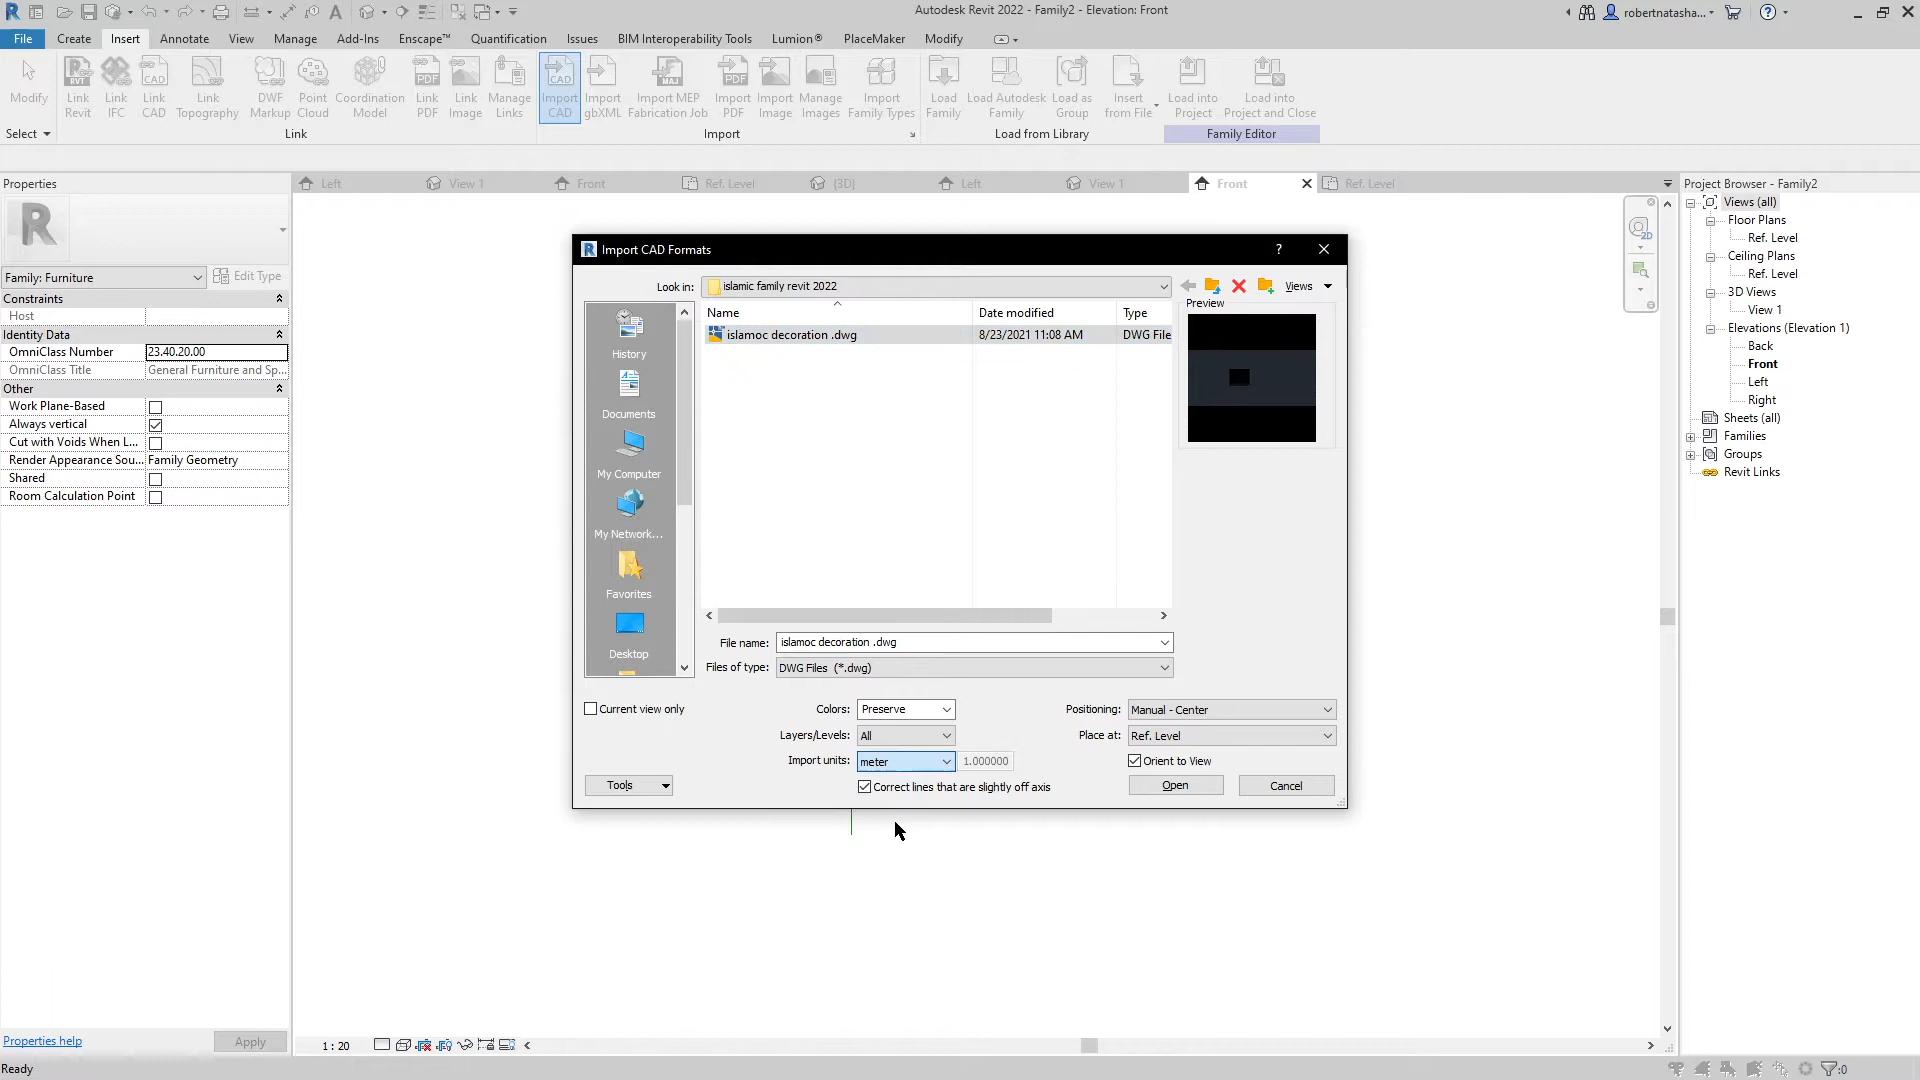 Autodesk Revit 2022 - Family2 - Elevation: Front
robertnatasha...
File Create Insert Annotate View Manage Add-Ins Enscape™ Quantification Issues BIM Interoperability Tools Lumion® PlaceMaker Modify
Modify
Link Revit
Link IFC
Link CAD
Link Topography
DWF Markup
Point Cloud
Coordination Model
Link PDF
Link Image
Manage Links
Import CAD
Import gbXML
Import MEP Fabrication Job
Import PDF
Import Image
Manage Images
Import Family Types
Load Family
Load Autodesk Family
Load as Group
Insert from File
Load into Project
Load into Project and Close
Select Link Import Load from Library Family Editor
Properties
Left View 1 Front Ref. Level {3D} Left View 1 Front Ref. Level
Project Browser - Family2
Family: Furniture
Edit Type
Constraints
Host
Identity Data
OmniClass Number 23.40.20.00
OmniClass Title General Furniture and Sp...
Other
Work Plane-Based
Always vertical
Cut with Voids When L...
Render Appearance Sou... Family Geometry
Shared
Room Calculation Point
Properties help
Apply
Import CAD Formats
Look in: islamic family revit 2022
Views
Preview
Name Date modified Type
islamoc decoration .dwg 8/23/2021 11:08 AM DWG File
History
Documents
My Computer
My Network...
Favorites
Desktop
File name: islamoc decoration .dwg
Files of type: DWG Files (*.dwg)
Current view only
Colors: Preserve
Positioning: Manual - Center
Layers/Levels: All
Place at: Ref. Level
Import units: meter 1.000000
Orient to View
Correct lines that are slightly off axis
Tools
Open
Cancel
Views (all)
Floor Plans
Ref. Level
Ceiling Plans
Ref. Level
3D Views
View 1
Elevations (Elevation 1)
Back
Front
Left
Right
Sheets (all)
Families
Groups
Revit Links
2D
1 : 20
Ready
:0